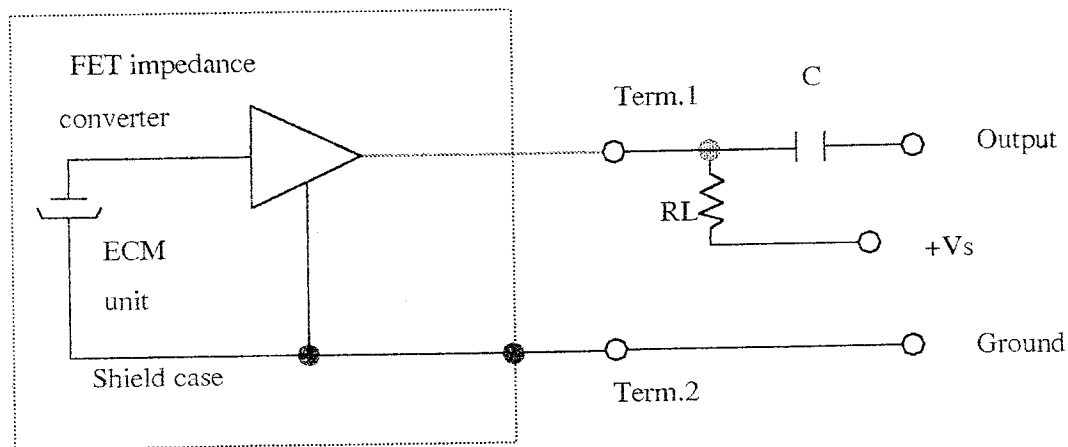 FET impedance
converter
Term.1
C
Output
RL
+Vs
ECM
unit
Shield case
Term.2
Ground